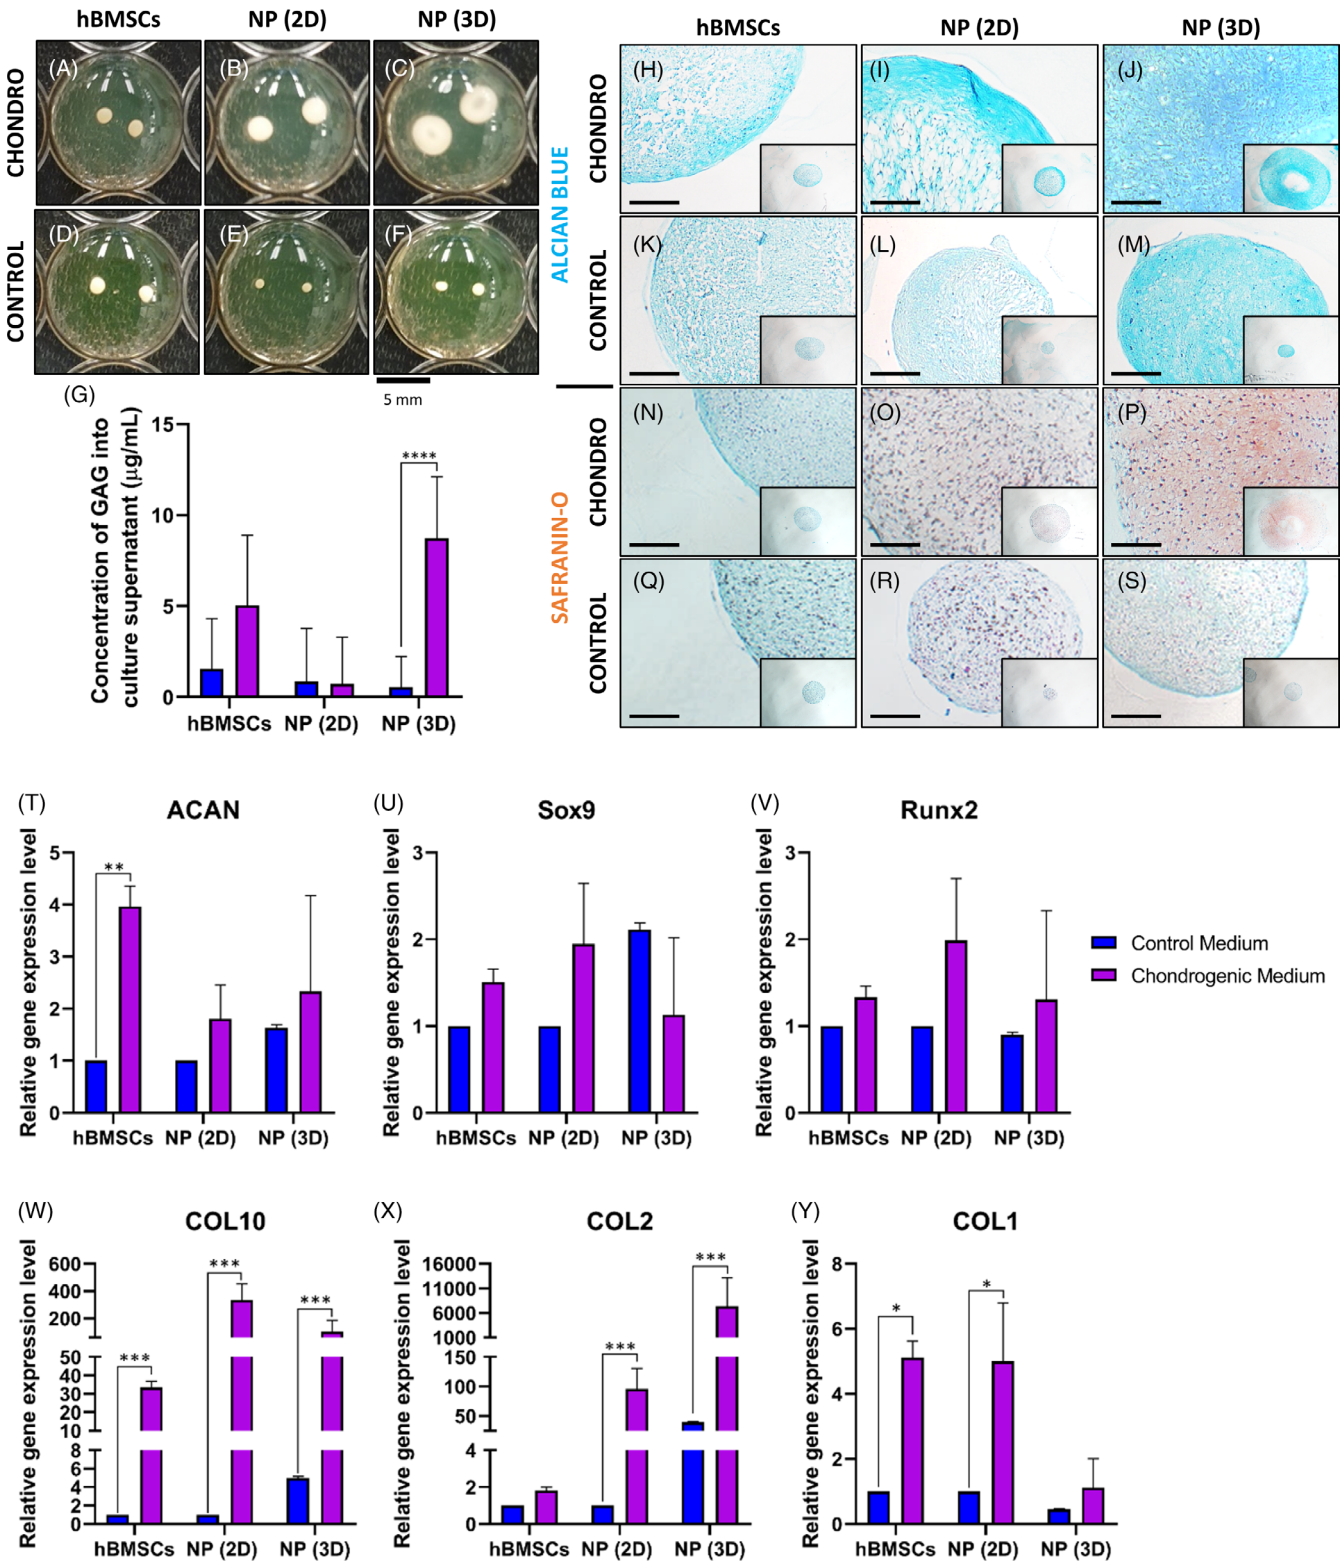 hBMSCs NP (2D) NP (3D)
CHONDRO
(A) (B) (C)
CONTROL
(D) (E) (F)
5 mm
hBMSCs NP (2D) NP (3D)
ALCIAN BLUE
CHONDRO
(H) (I) (J)
CONTROL
(K) (L) (M)
SAFRANIN-O
CHONDRO
(N) (O) (P)
CONTROL
(Q) (R) (S)
(G)
Concentration of GAG into
culture supernatant (µg/mL)
15
10
5
0
****
hBMSCs NP (2D) NP (3D)
(T) ACAN
Relative gene expression level
5
4
3
2
1
0
**
hBMSCs NP (2D) NP (3D)
(U) Sox9
Relative gene expression level
3
2
1
0
hBMSCs NP (2D) NP (3D)
(V) Runx2
Relative gene expression level
3
2
1
0
hBMSCs NP (2D) NP (3D)
Control Medium
Chondrogenic Medium
(W) COL10
Relative gene expression level
600
400
200
50
40
30
20
10
8
6
4
2
0
*** *** ***
hBMSCs NP (2D) NP (3D)
(X) COL2
Relative gene expression level
16000
11000
6000
1000
150
100
50
4
2
0
*** ***
hBMSCs NP (2D) NP (3D)
(Y) COL1
Relative gene expression level
8
6
4
2
0
* *
hBMSCs NP (2D) NP (3D)